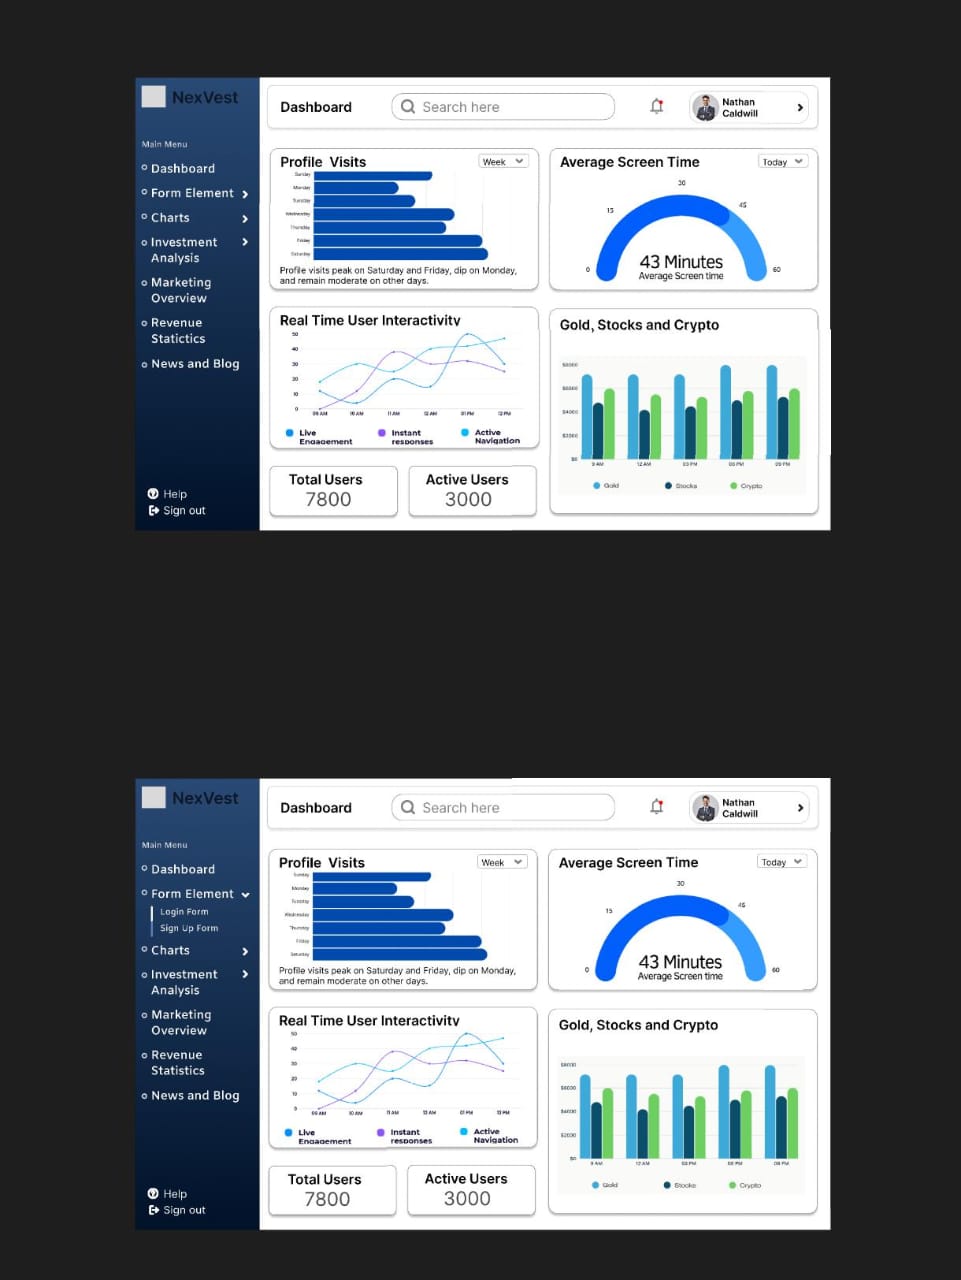 NexVest
Main Menu
Dashboard
Form Element
Charts
Investment
Analysis
Marketing
Overview
Revenue
Statictics
News and Blog
Help
Sign out
Dashboard
Search here
Nathan
Caldwill
Profile Visits
Week
Sunday
Monday
Tuesday
Wednesday
Thursday
Friday
Saturday
Profile visits peak on Saturday and Friday, dip on Monday,
and remain moderate on other days.
Average Screen Time
Today
0
15
30
45
60
43 Minutes
Average Screen time
Real Time User Interactivity
50
40
30
20
10
0
09 AM 10 AM 11 AM 12 AM 01 PM 12 PM
Live
Engagement
Instant
responses
Active
Navigation
Gold, Stocks and Crypto
$8000
$6000
$4000
$2000
$0
9 AM 12 AM 03 PM 06 PM 09 PM
Gold Stocks Crypto
Total Users
7800
Active Users
3000
NexVest
Main Menu
Dashboard
Form Element
Login Form
Sign Up Form
Charts
Investment
Analysis
Marketing
Overview
Revenue
Statistics
News and Blog
Help
Sign out
Dashboard
Search here
Nathan
Caldwill
Profile Visits
Week
Sunday
Monday
Tuesday
Wednesday
Thursday
Friday
Saturday
Profile visits peak on Saturday and Friday, dip on Monday,
and remain moderate on other days.
Average Screen Time
Today
0
15
30
45
60
43 Minutes
Average Screen time
Real Time User Interactivity
50
40
30
20
10
0
09 AM 10 AM 11 AM 01 PM
Live
Engagement
Instant
responses
Active
Navigation
Gold, Stocks and Crypto
$8000
$6000
$4000
$2000
$0
9 AM 12 AM 03 PM 06 PM
Gold Stocks Crypto
Total Users
7800
Active Users
3000